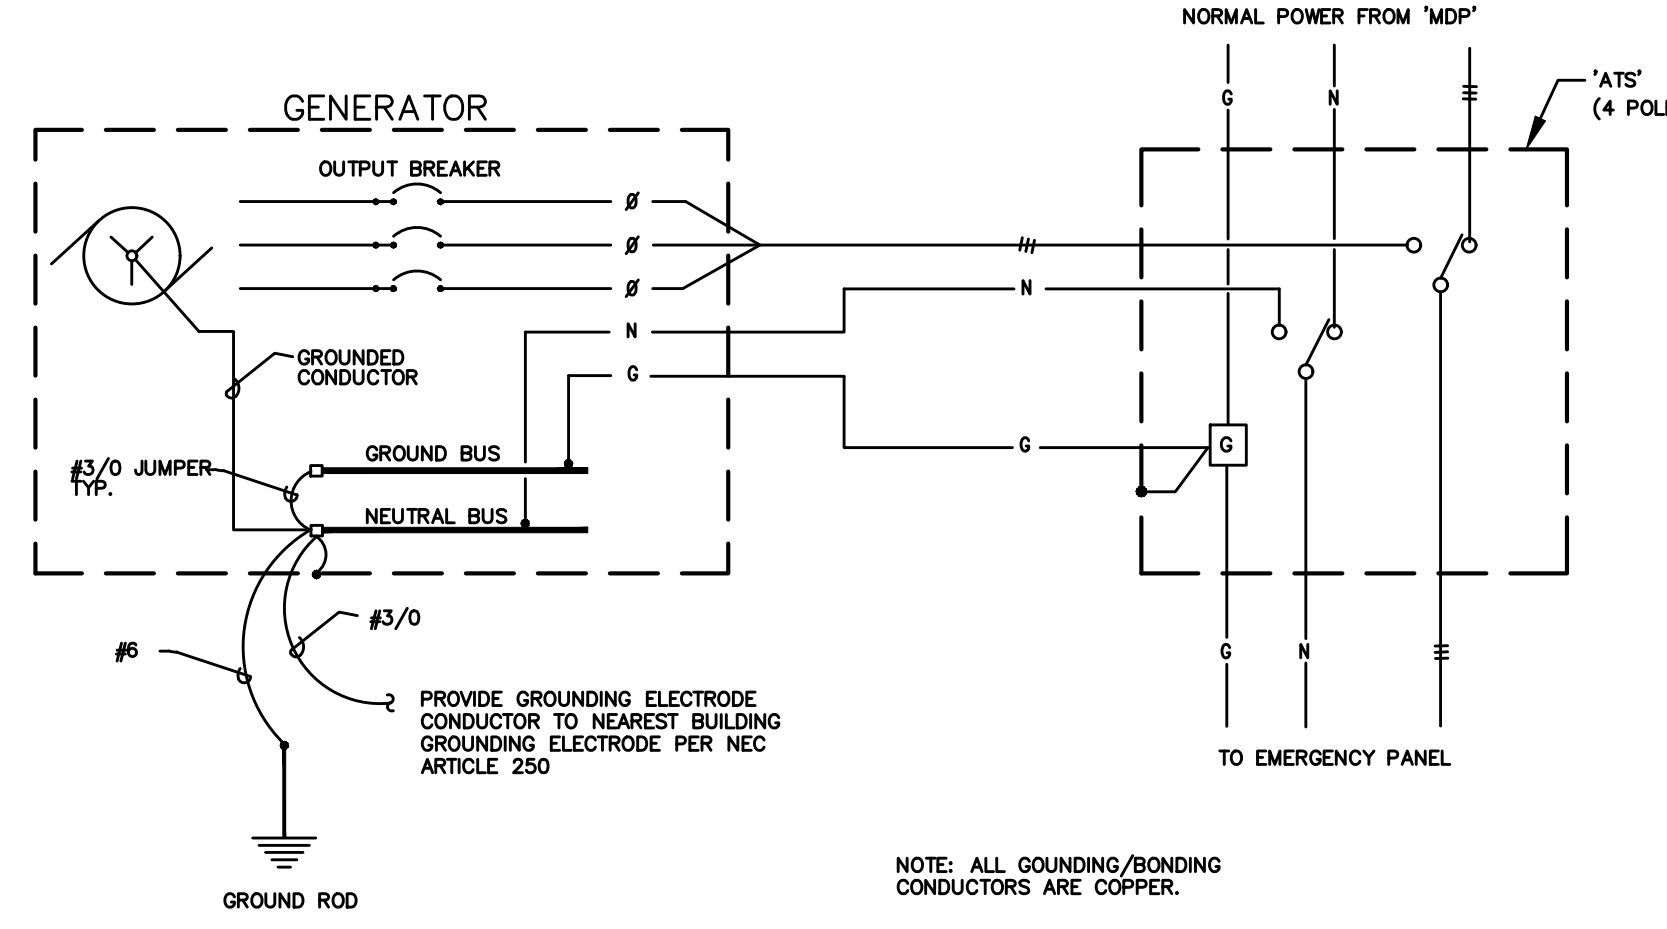 NORMAL POWER FROM 'MDP'
'ATS'
(4 POL
G
N
GENERATOR
OUTPUT BREAKER
Ø
Ø
Ø
N
N
G
GROUNDED
CONDUCTOR
G
G
GROUND BUS
#3/0 JUMPER
TYP.
NEUTRAL BUS
#3/0
#6
G
N
PROVIDE GROUNDING ELECTRODE
CONDUCTOR TO NEAREST BUILDING
GROUNDING ELECTRODE PER NEC
ARTICLE 250
TO EMERGENCY PANEL
NOTE: ALL GOUNDING/BONDING
CONDUCTORS ARE COPPER.
GROUND ROD